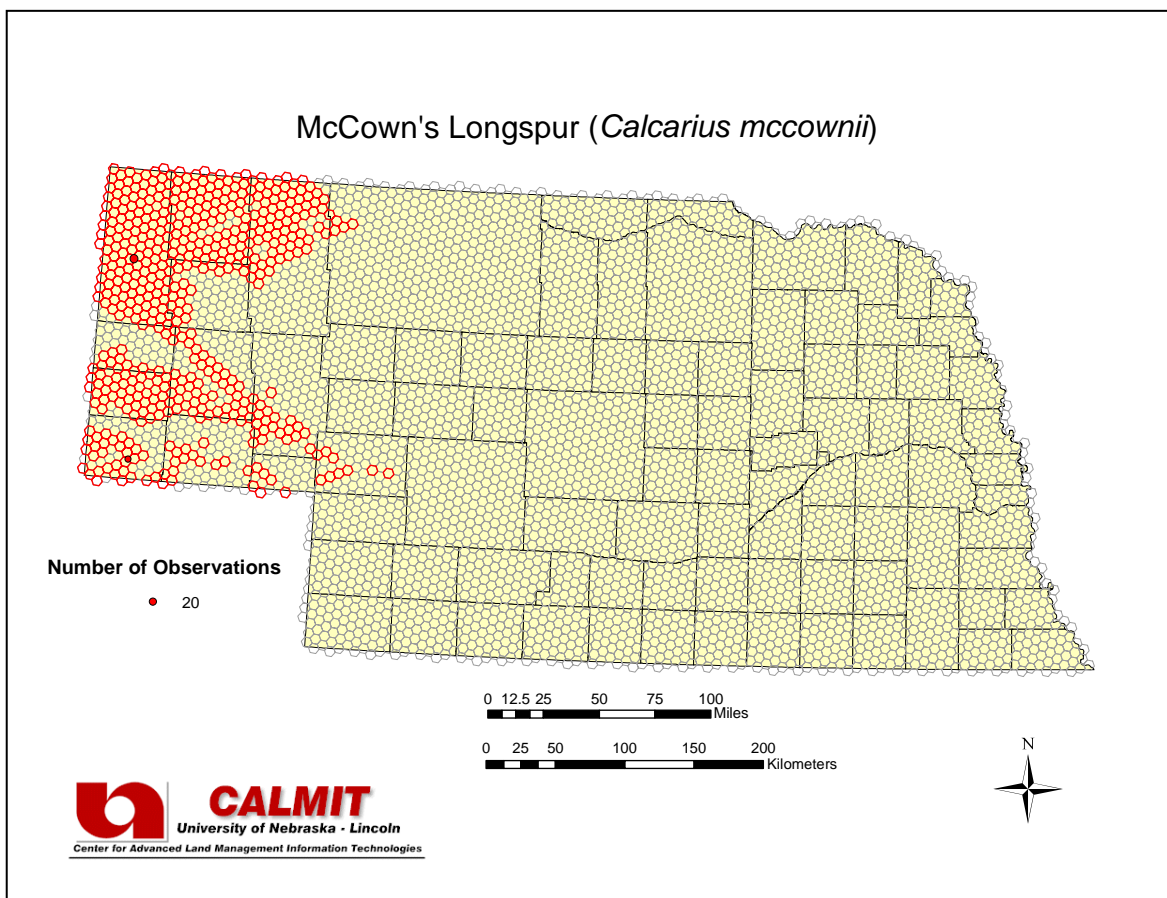 McCown's Longspur (Calcarius mccownii)
Number of Observations
20
0 12.5 25 50 75 100
Miles
0 25 50 100 150 200
Kilometers
N
CALMIT
University of Nebraska - Lincoln
Center for Advanced Land Management Information Technologies